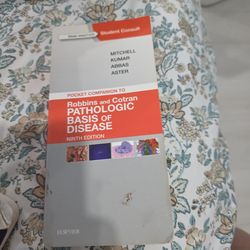 Student Consult
MITCHELL
KUMAR
ABBAS
ASTER
POCKET COMPANION TO
Robbins and Cotran
PATHOLOGIC
BASIS OF
DISEASE
NINTH EDITION
ELSEVIER